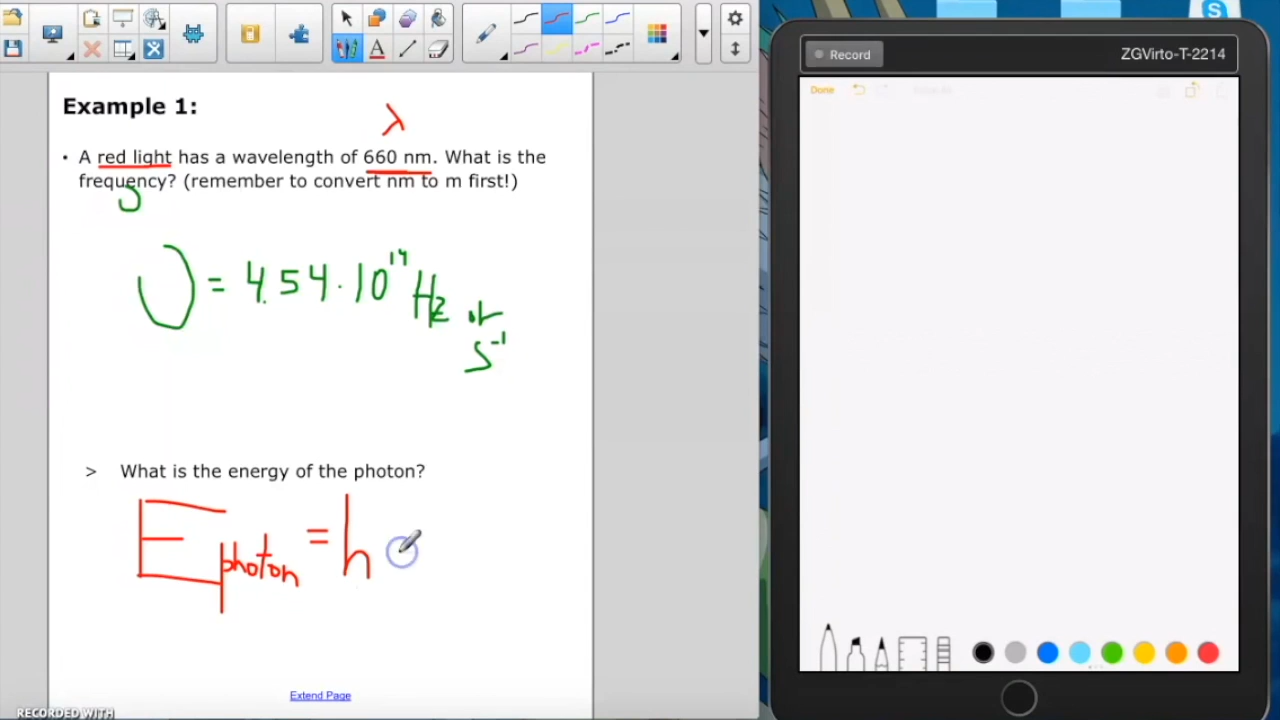 Record
ZGVirto-T-2214
Done
Example 1:
λ
• A red light has a wavelength of 660 nm. What is the
frequency? (remember to convert nm to m first!)
υ
υ = 4.54·10¹⁴ Hz or
s⁻¹
> What is the energy of the photon?
E photon = h
Extend Page
RECORDED WITH